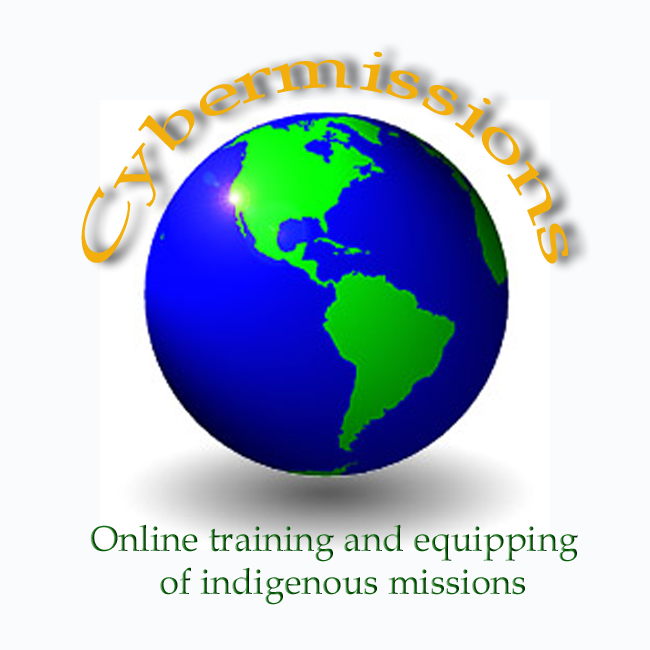 Cybermissions
Online training and equipping
of indigenous missions